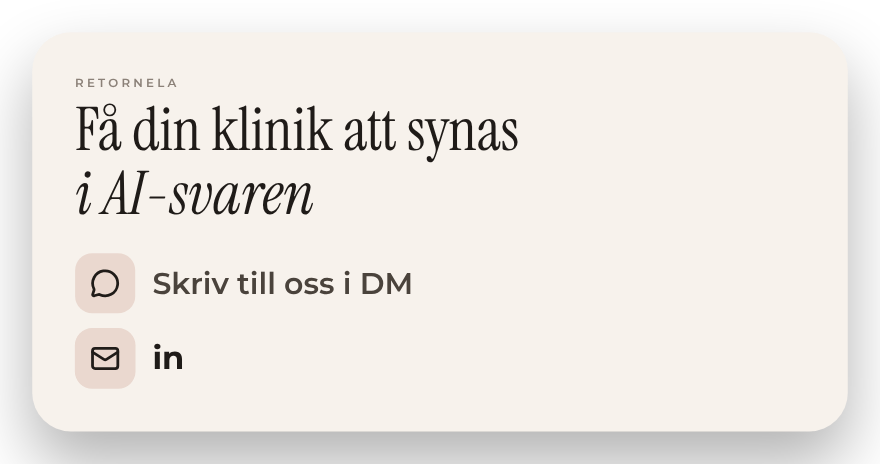 RETORNELA
Få din klinik att synas
i AI-svaren
Skriv till oss i DM
in